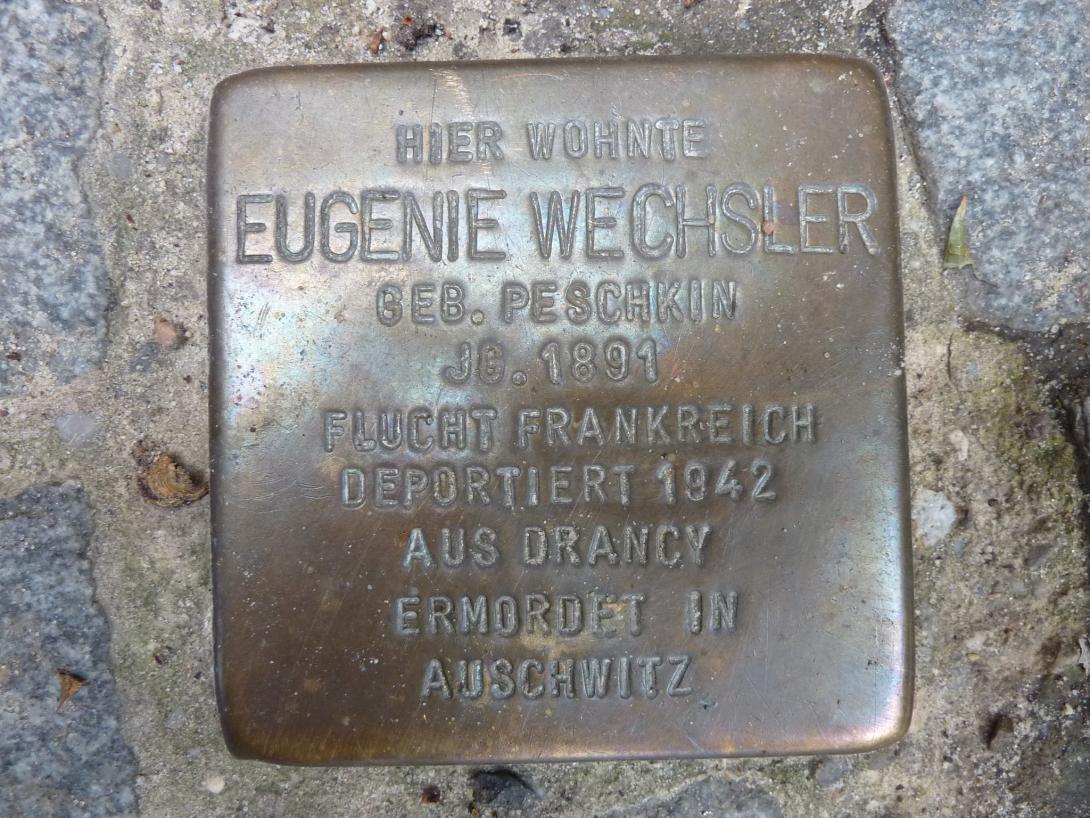 HIER WOHNTE
EUGENIE WECHSLER
GEB. PESCHKIN
JG. 1891
FLUCHT FRANKREICH
DEPORTIERT 1942
AUS DRANCY
ERMORDET IN
AUSCHWITZ